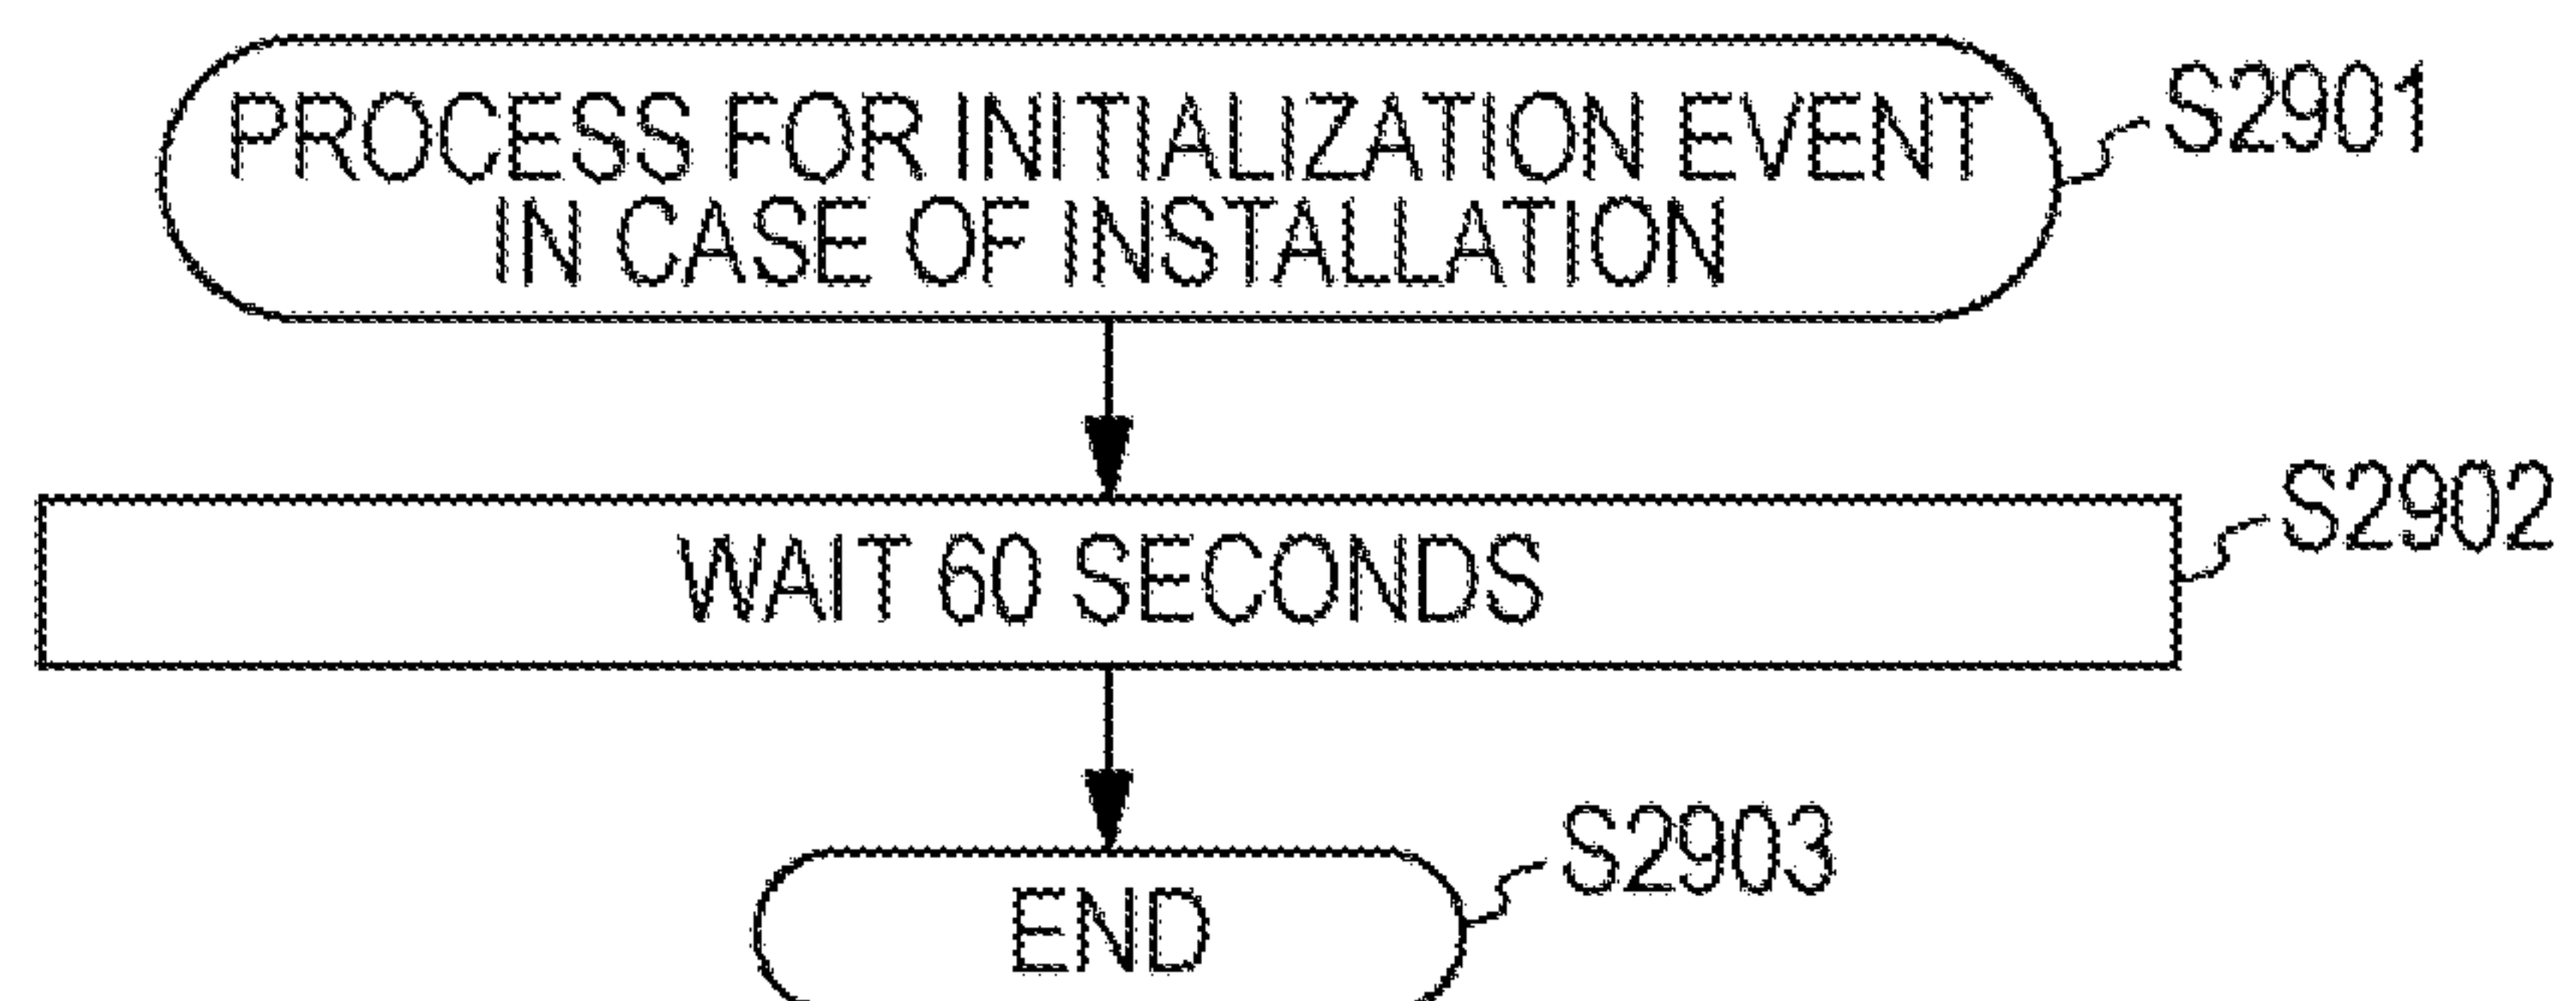 PROCESS FOR INITIALIZATION EVENT
IN CASE OF INSTALLATION
S2901
WAIT 60 SECONDS
S2902
END
S2903